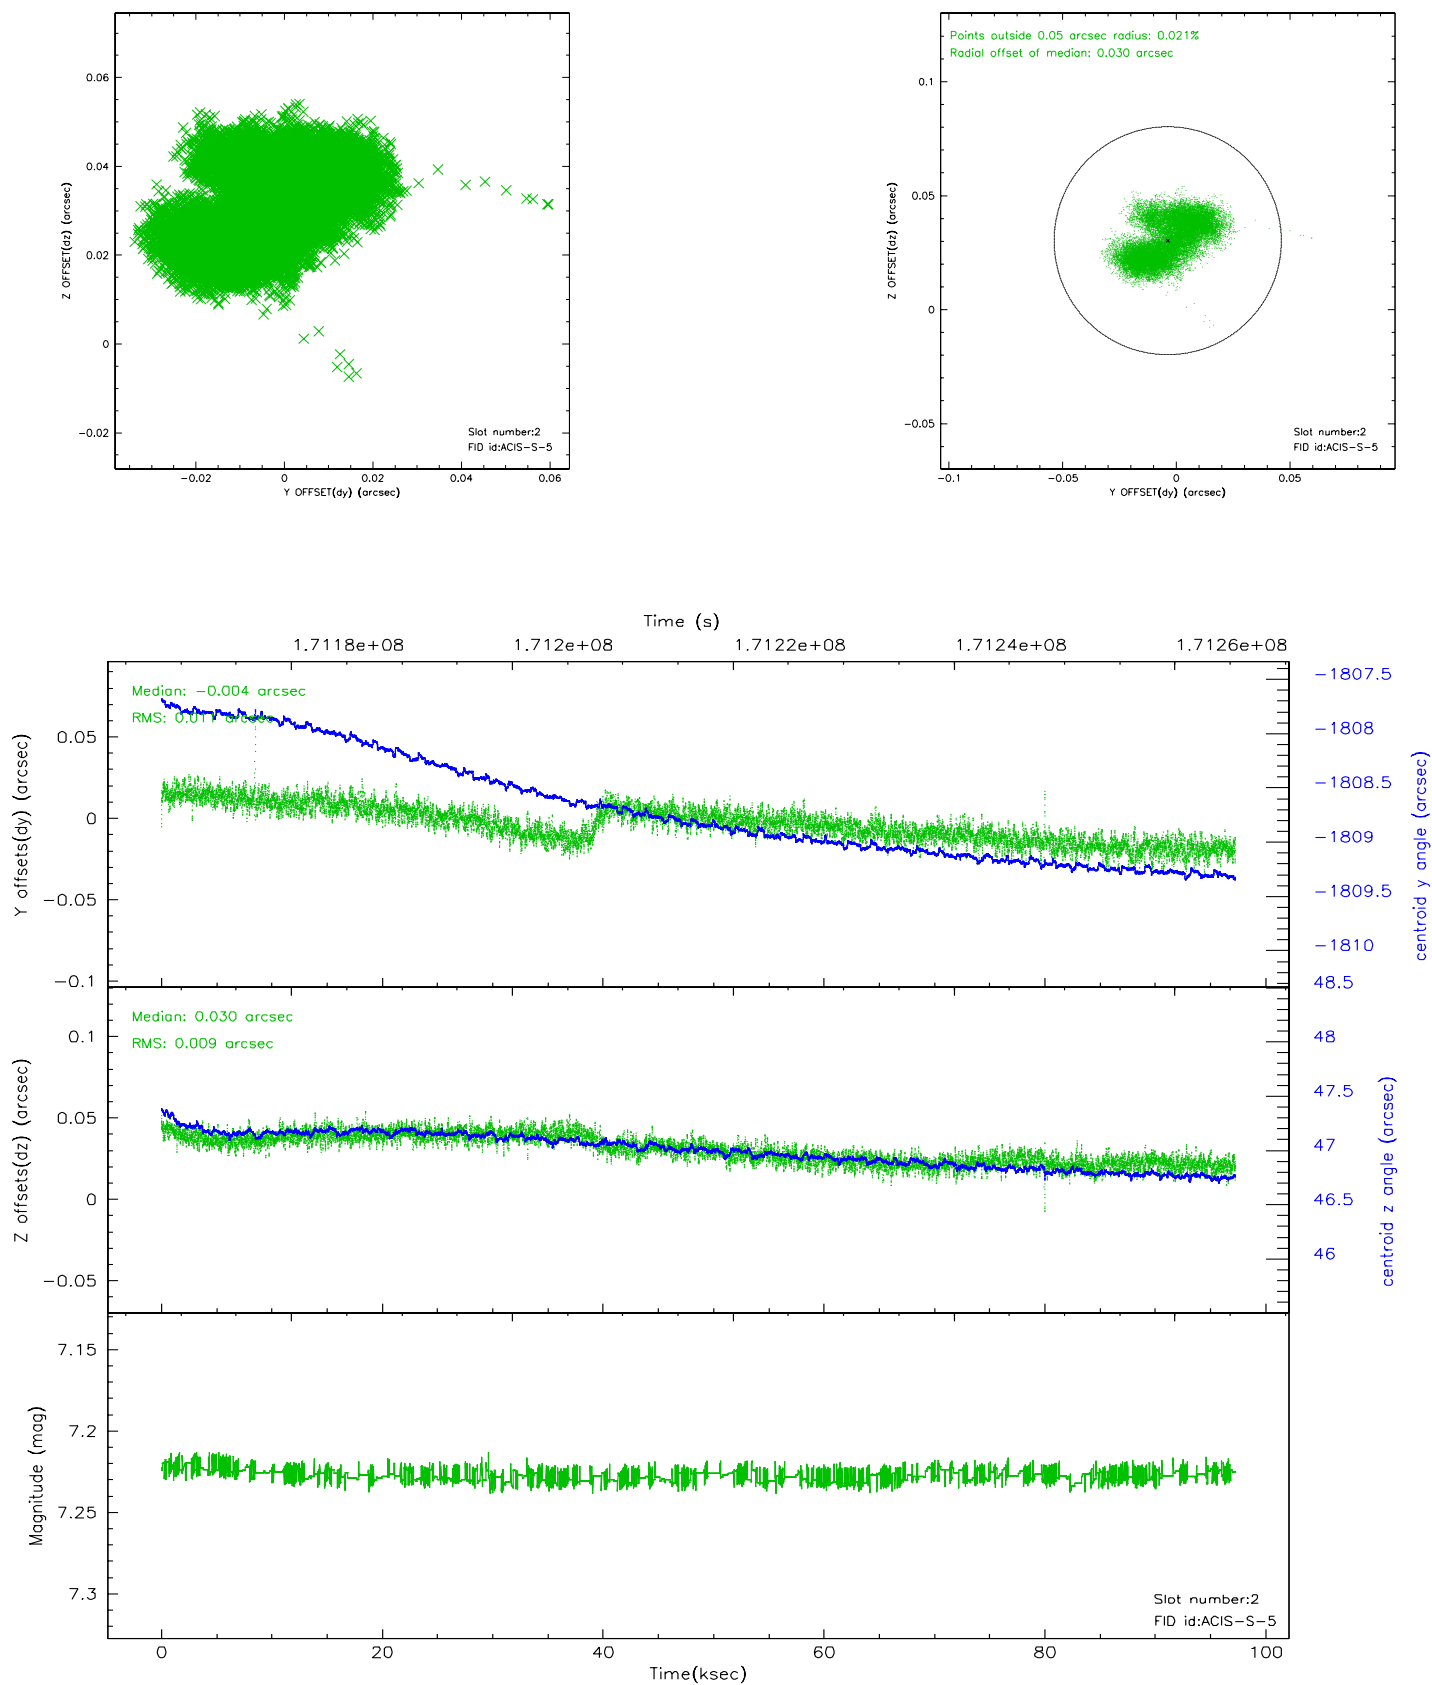 0.06
0.04
0.02
0
-0.02
Z OFFSET(dz) (arcsec)
-0.02
0
0.02
0.04
0.06
Y OFFSET(dy) (arcsec)
Slot number:2
FID id:ACIS-S-5
Points outside 0.05 arcsec radius: 0.021%
Radial offset of median: 0.030 arcsec
0.1
0.05
0
-0.05
Z OFFSET(dz) (arcsec)
-0.1
-0.05
0
0.05
Y OFFSET(dy) (arcsec)
Slot number:2
FID id:ACIS-S-5
Time (s)
1.7118e+08
1.712e+08
1.7122e+08
1.7124e+08
1.7126e+08
Median: -0.004 arcsec
RMS: 0.011 arcsec
0.05
0
-0.05
-0.1
Y offsets(dy) (arcsec)
-1807.5
-1808
-1808.5
-1809
-1809.5
-1810
centroid y angle (arcsec)
Median: 0.030 arcsec
RMS: 0.009 arcsec
0.1
0.05
0
-0.05
Z offsets(dz) (arcsec)
48.5
48
47.5
47
46.5
46
centroid z angle (arcsec)
7.15
7.2
7.25
7.3
Magnitude (mag)
Slot number:2
FID id:ACIS-S-5
0
20
40
60
80
100
Time(ksec)